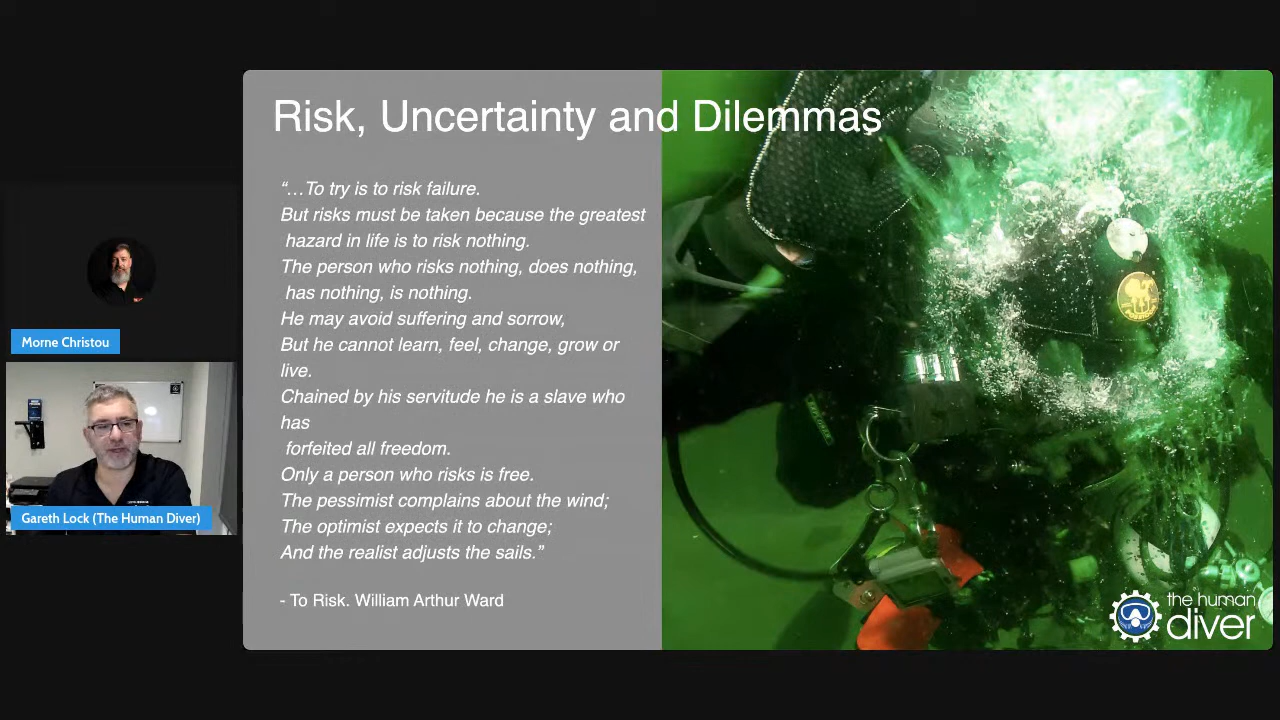 Risk, Uncertainty and Dilemmas
“…To try is to risk failure.
But risks must be taken because the greatest
hazard in life is to risk nothing.
The person who risks nothing, does nothing,
has nothing, is nothing.
He may avoid suffering and sorrow,
But he cannot learn, feel, change, grow or
live.
Chained by his servitude he is a slave who
has
forfeited all freedom.
Only a person who risks is free.
The pessimist complains about the wind;
The optimist expects it to change;
And the realist adjusts the sails.”
- To Risk. William Arthur Ward
Morne Christou
Gareth Lock (The Human Diver)
POSEIDON
the human
diver